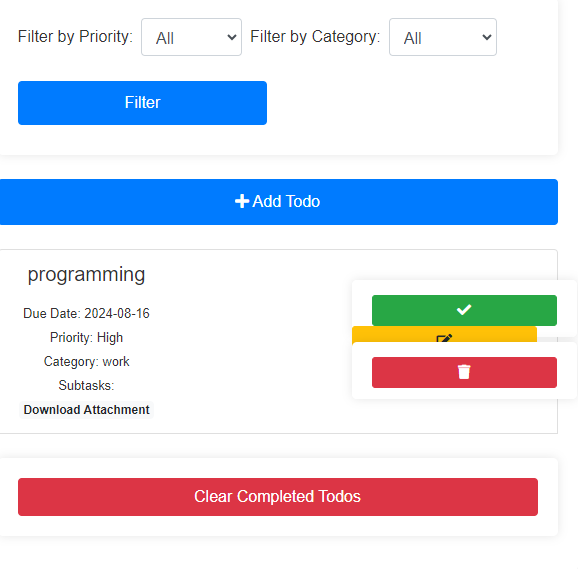 Filter by Priority: All Filter by Category: All
Filter
Add Todo
programming
Due Date: 2024-08-16
Priority: High
Category: work
Subtasks:
Download Attachment
Clear Completed Todos